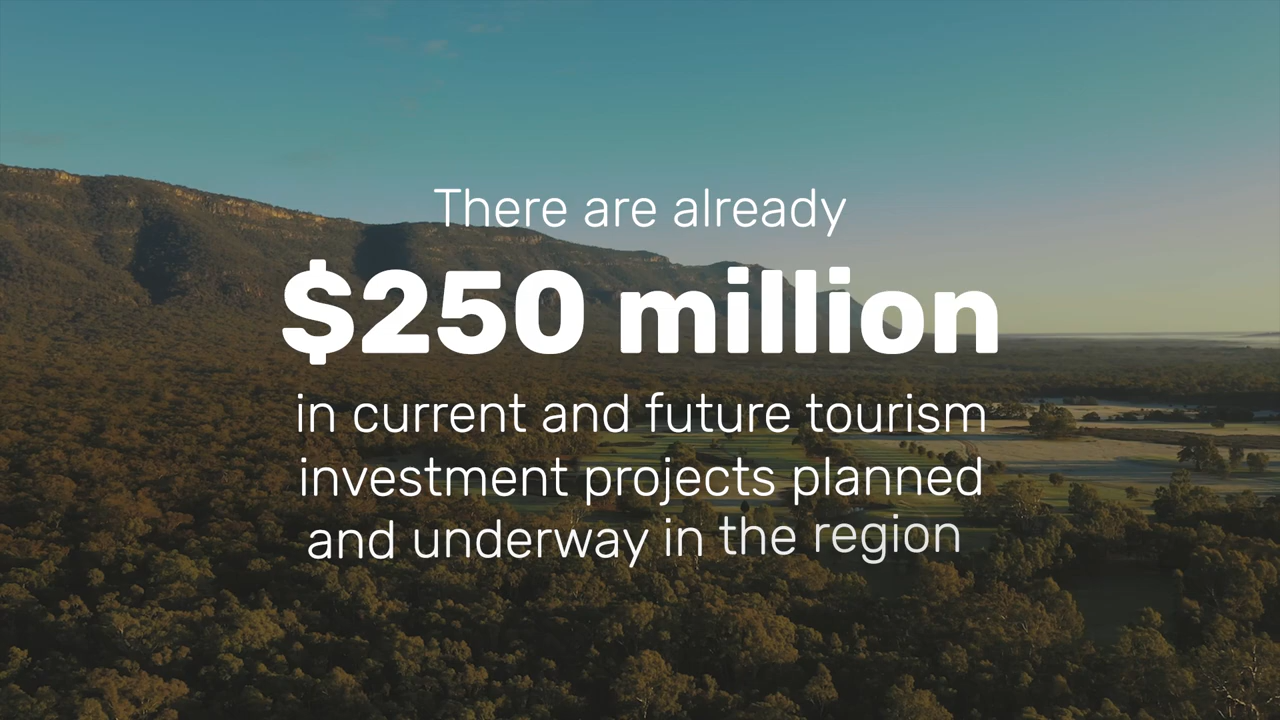 There are already
$250 million
in current and future tourism
investment projects planned
and underway in the region